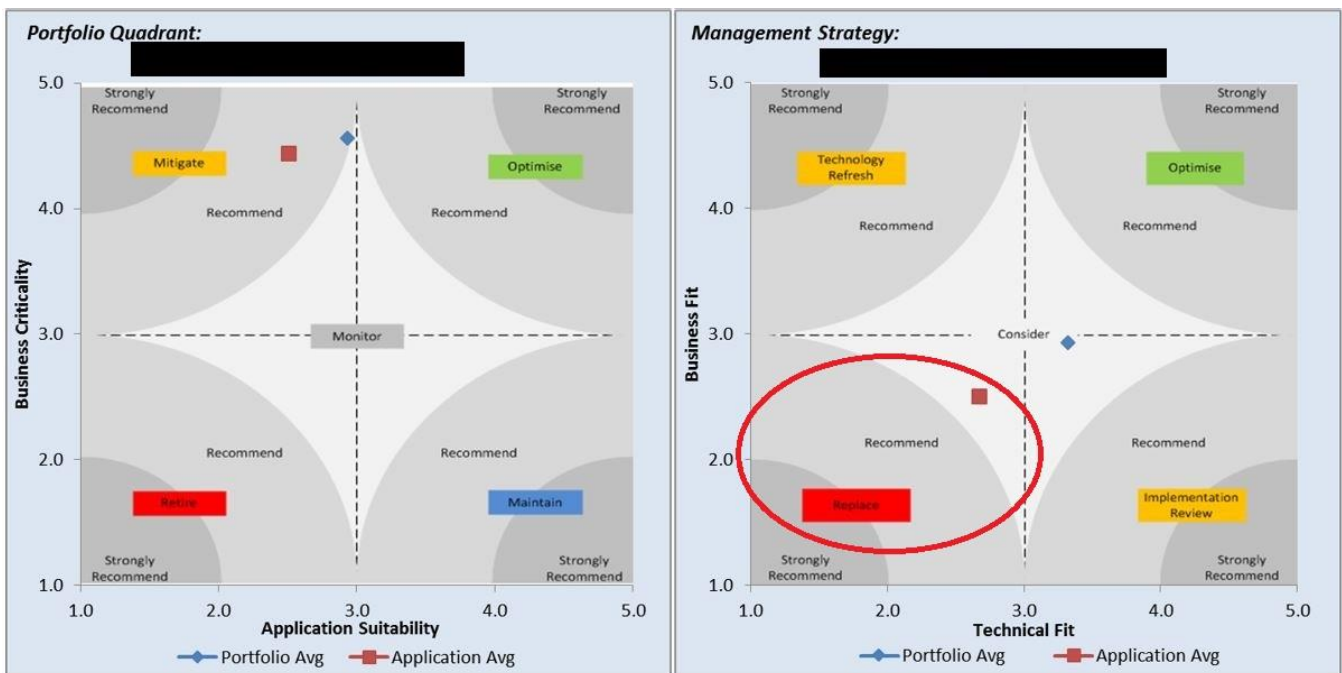 Portfolio Quadrant:
5.0
Strongly
Recommend
Strongly
Recommend
Mitigate
Optimise
4.0
Recommend
Recommend
Business Criticality
3.0
Monitor
Recommend
Recommend
2.0
Retire
Maintain
Strongly
Recommend
Strongly
Recommend
1.0
1.0 2.0 3.0 4.0 5.0
Application Suitability
Portfolio Avg Application Avg
Management Strategy:
5.0
Strongly
Recommend
Strongly
Recommend
Technology
Refresh
Optimise
4.0
Recommend
Recommend
Business Fit
3.0
Consider
Recommend
Recommend
2.0
Replace
Implementation
Review
Strongly
Recommend
Strongly
Recommend
1.0
1.0 2.0 3.0 4.0 5.0
Technical Fit
Portfolio Avg Application Avg